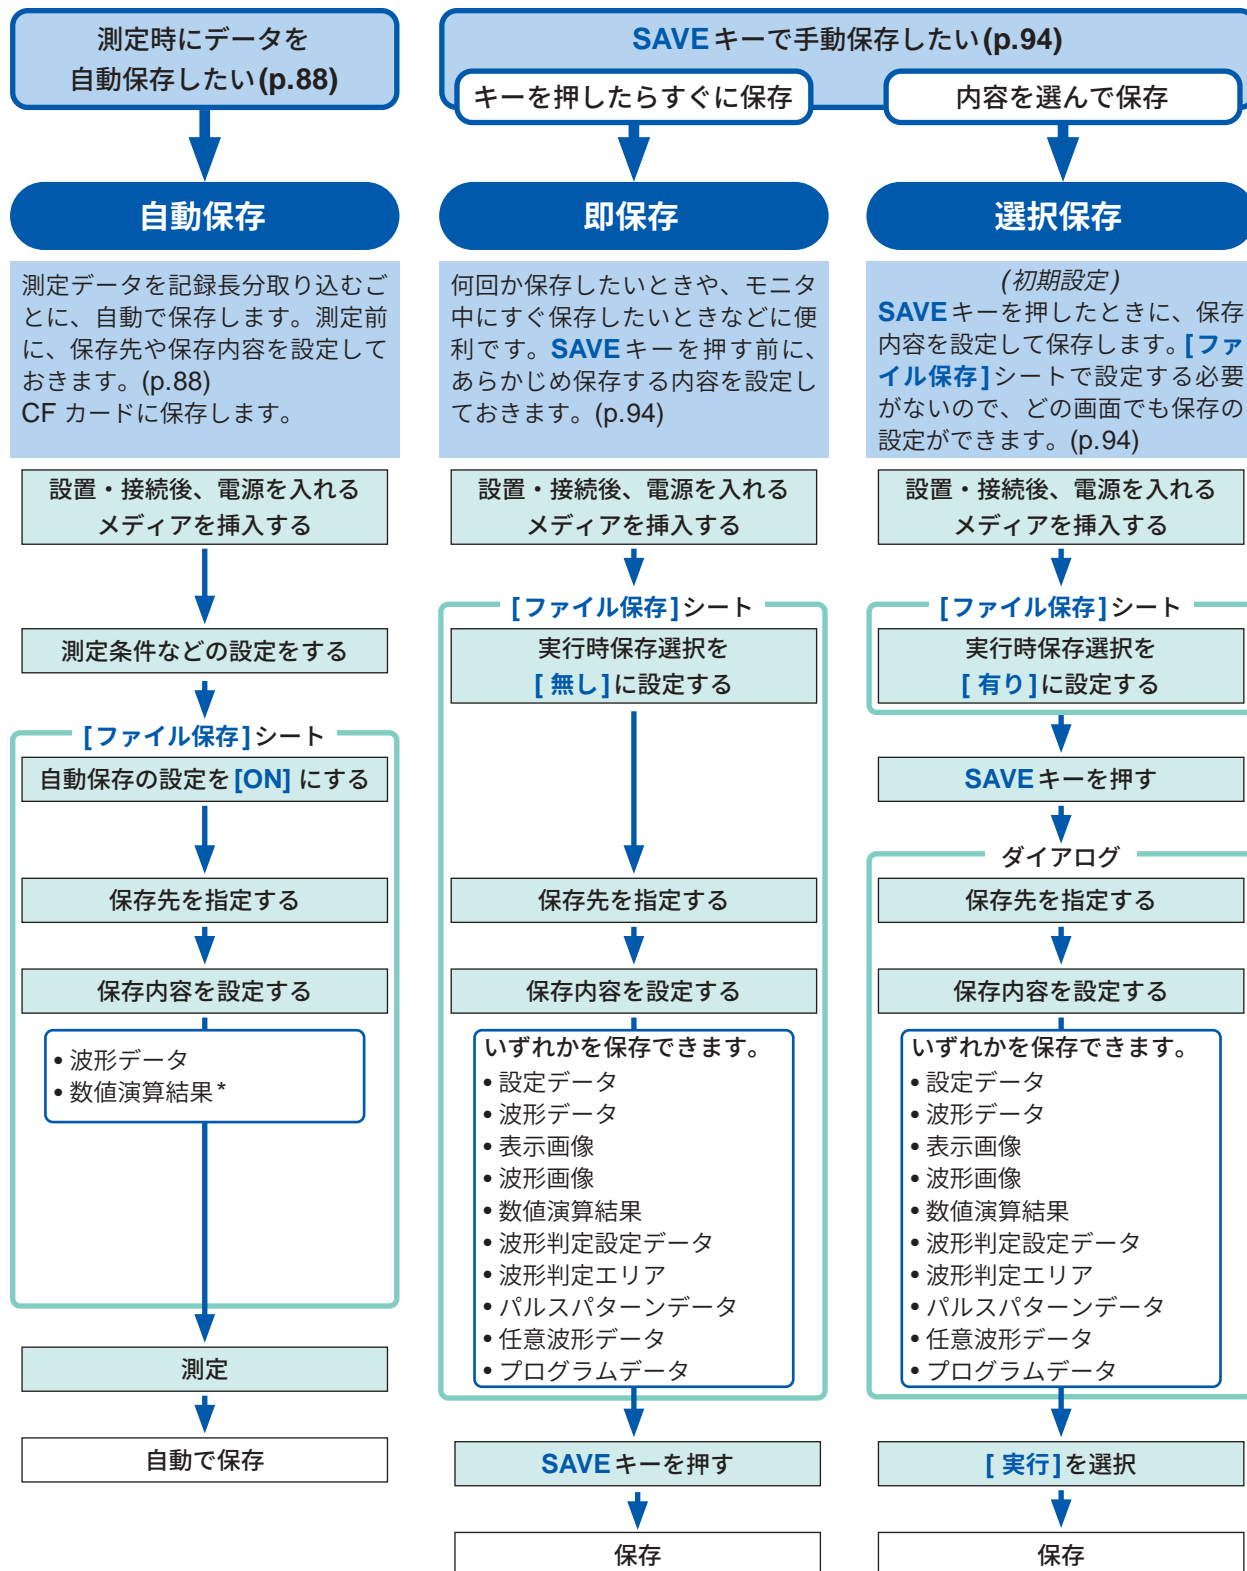 測定時にデータを
自動保存したい(p.88)
自動保存
測定データを記録長分取り込むご
とに、自動で保存します。測定前
に、保存先や保存内容を設定して
おきます。(p.88)
CF カードに保存します。
設置・接続後、電源を入れる
メディアを挿入する
測定条件などの設定をする
[ファイル保存]シート
自動保存の設定を[ON] にする
保存先を指定する
保存内容を設定する
• 波形データ
• 数値演算結果*
測定
自動で保存
SAVEキーで手動保存したい(p.94)
キーを押したらすぐに保存
即保存
何回か保存したいときや、モニタ
中にすぐ保存したいときなどに便
利です。SAVEキーを押す前に、
あらかじめ保存する内容を設定し
ておきます。(p.94)
設置・接続後、電源を入れる
メディアを挿入する
[ファイル保存]シート
実行時保存選択を
[ 無し]に設定する
保存先を指定する
保存内容を設定する
いずれかを保存できます。
• 設定データ
• 波形データ
• 表示画像
• 波形画像
• 数値演算結果
• 波形判定設定データ
• 波形判定エリア
• パルスパターンデータ
• 任意波形データ
• プログラムデータ
SAVEキーを押す
保存
内容を選んで保存
選択保存
(初期設定)
SAVEキーを押したときに、保存
内容を設定して保存します。[ファ
イル保存]シートで設定する必要
がないので、どの画面でも保存の
設定ができます。(p.94)
設置・接続後、電源を入れる
メディアを挿入する
[ファイル保存]シート
実行時保存選択を
[ 有り]に設定する
SAVEキーを押す
ダイアログ
保存先を指定する
保存内容を設定する
いずれかを保存できます。
• 設定データ
• 波形データ
• 表示画像
• 波形画像
• 数値演算結果
• 波形判定設定データ
• 波形判定エリア
• パルスパターンデータ
• 任意波形データ
• プログラムデータ
[ 実行]を選択
保存